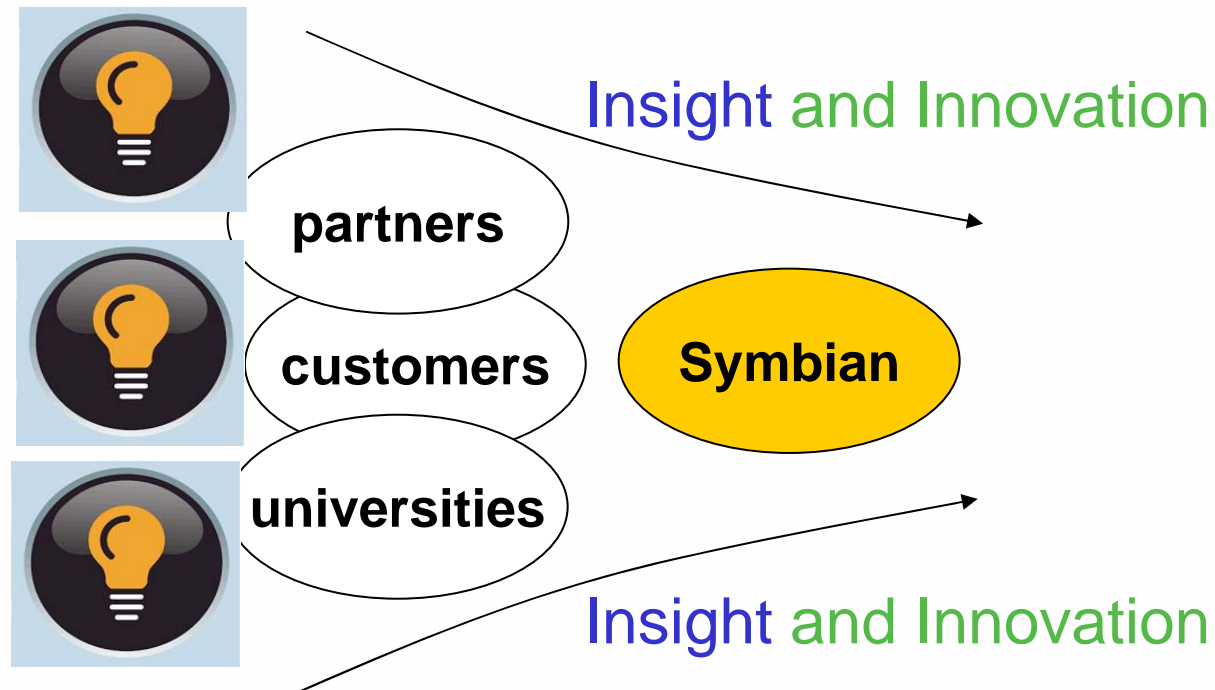 Insight and Innovation
partners
customers
Symbian
universities
Insight and Innovation